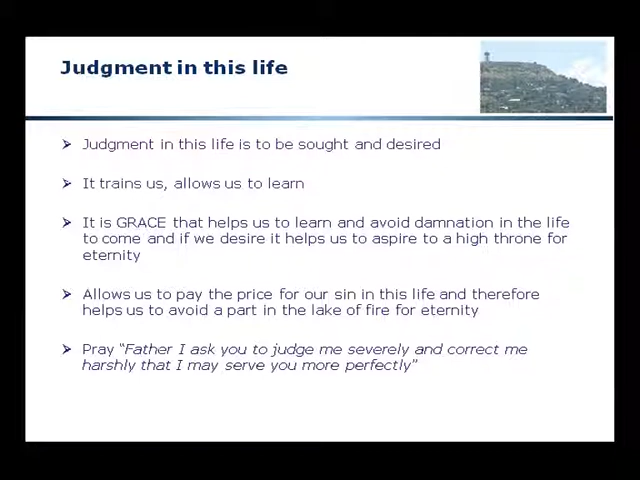 Judgment in this life
Judgment in this life is to be sought and desired
It trains us, allows us to learn
It is GRACE that helps us to learn and avoid damnation in the life
to come and if we desire it helps us to aspire to a high throne for
eternity
Allows us to pay the price for our sin in this life and therefore
helps us to avoid a part in the lake of fire for eternity
Pray “Father I ask you to judge me severely and correct me
harshly that I may serve you more perfectly”